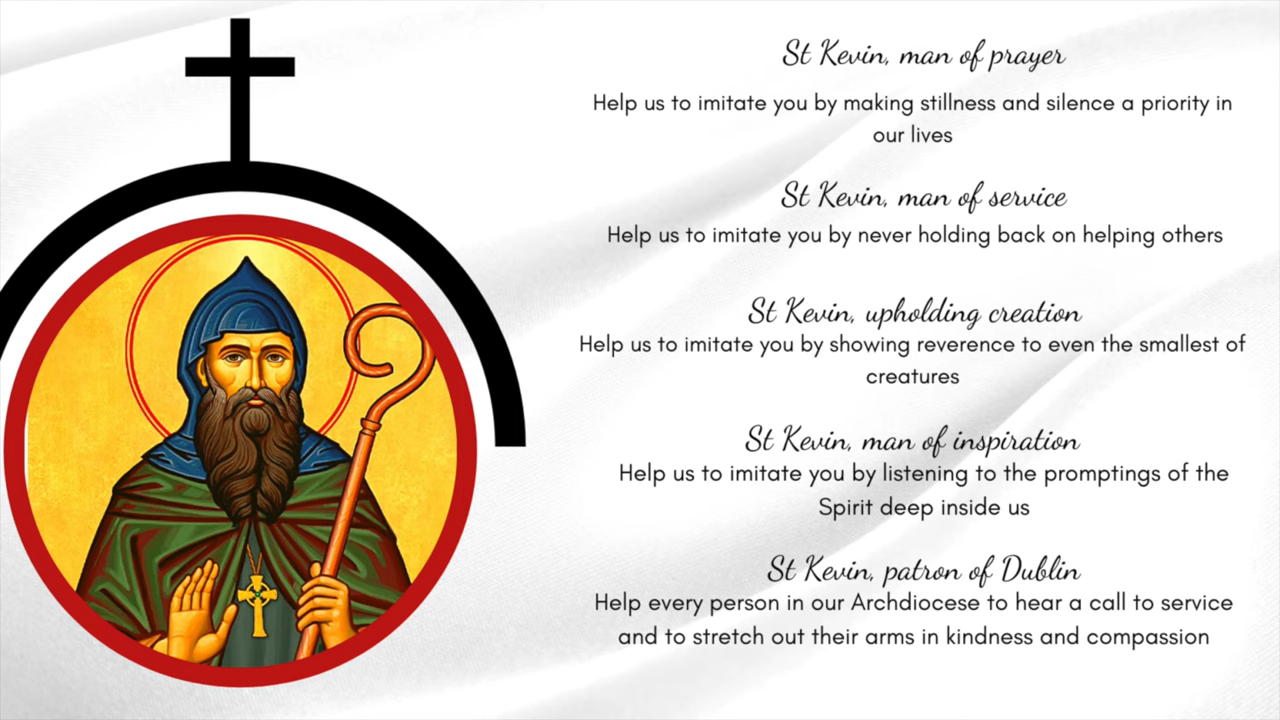 St Kevin, man of prayer
Help us to imitate you by making stillness and silence a priority in
our lives
St Kevin, man of service
Help us to imitate you by never holding back on helping others
St Kevin, upholding creation
Help us to imitate you by showing reverence to even the smallest of
creatures
St Kevin, man of inspiration
Help us to imitate you by listening to the promptings of the
Spirit deep inside us
St Kevin, patron of Dublin
Help every person in our Archdiocese to hear a call to service
and to stretch out their arms in kindness and compassion